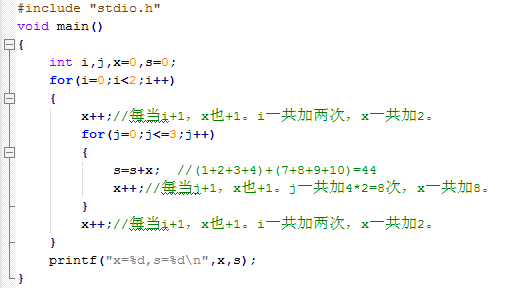 #include "stdio.h"
void main()
{
int i,j,x=0,s=0;
for(i=0;i<2;i++)
{
x++;//每当i+1，x也+1。i一共加两次，x一共加2。
for(j=0;j<=3;j++)
{
s=s+x; //(1+2+3+4)+(7+8+9+10)=44
x++;//每当j+1，x也+1。j一共加4*2=8次，x一共加8。
}
x++;//每当i+1，x也+1。i一共加两次，x一共加2。
}
printf("x=%d,s=%d\n",x,s);
}